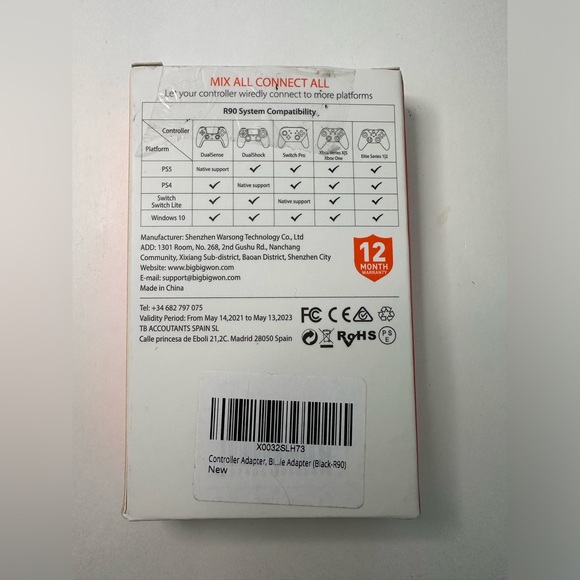 MIX ALL CONNECT ALL
Let your controller wiredly connect to more platforms
R90 System Compatibility
Controller
Platform
DualSense
DualShock
Switch Pro
Xbox Series X|S
Xbox One
Elite Series 1|2
PS5 Native support ✓ ✓ ✓ ✓
PS4 ✓ Native support ✓ ✓ ✓
Switch
Switch Lite ✓ ✓ Native support ✓ ✓
Windows 10 ✓ ✓ ✓ ✓ ✓
Manufacturer: Shenzhen Warsong Technology Co., Ltd
ADD: 1301 Room, No. 268, 2nd Gushu Rd., Nanchang
Community, Xixiang Sub-district, Baoan District, Shenzhen City
Website: www.bigbigwon.com
E-mail: support@bigbigwon.com
Made in China
12
MONTH
WARRANTY
Tel: +34 682 797 075
Validity Period: From May 14,2021 to May 13,2023
TB ACCOUTANTS SPAIN SL
Calle princesa de Eboli 21,2C. Madrid 28050 Spain
FC CE
RoHS
PS
E
X0032SLH73
Controller Adapter, Bl...le Adapter (Black-R90)
New